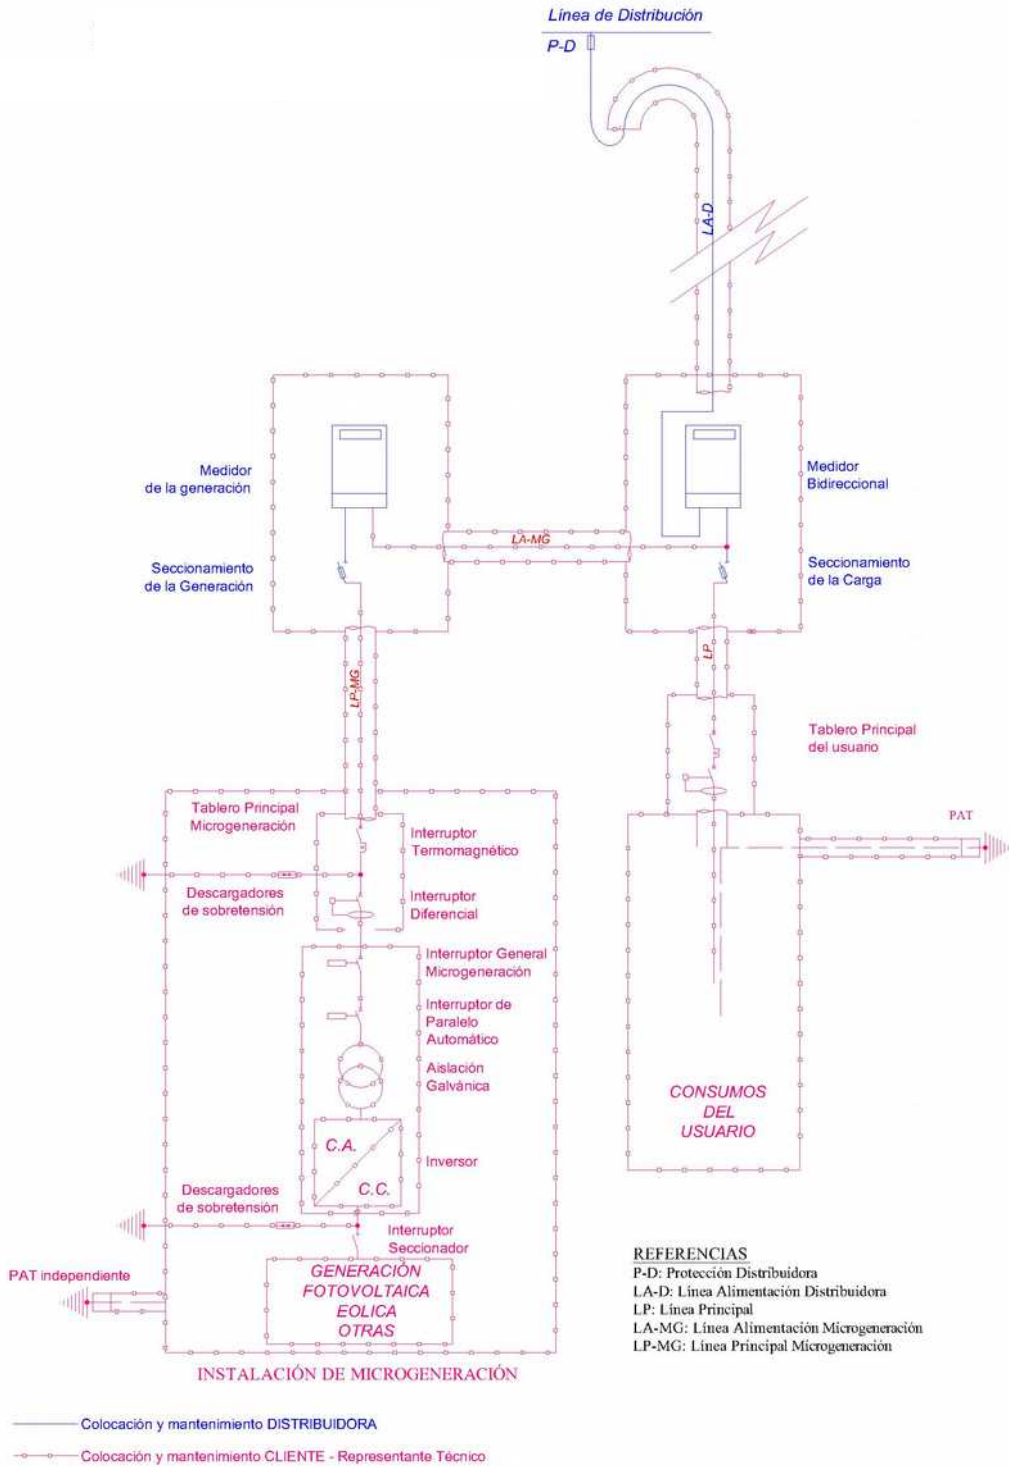 Línea de Distribución
P-D
LA-D
Medidor
de la generación
Medidor
Bidireccional
LA-MG
Seccionamiento
de la Generación
Seccionamiento
de la Carga
LP-MG
LP
Tablero Principal
del usuario
Tablero Principal
Microgeneración
Interruptor
Termomagnético
PAT
Descargadores
de sobretensión
Interruptor
Diferencial
Interruptor General
Microgeneración
Interruptor de
Paralelo
Automático
Aislación
Galvánica
CONSUMOS
DEL
USUARIO
C.A.
C.C.
Inversor
Descargadores
de sobretensión
Interruptor
Seccionador
PAT independiente
GENERACIÓN
FOTOVOLTAICA
EOLICA
OTRAS
INSTALACIÓN DE MICROGENERACIÓN
REFERENCIAS
P-D: Protección Distribuidora
LA-D: Línea Alimentación Distribuidora
LP: Línea Principal
LA-MG: Línea Alimentación Microgeneración
LP-MG: Línea Principal Microgeneración
Colocación y mantenimiento DISTRIBUIDORA
Colocación y mantenimiento CLIENTE - Representante Técnico